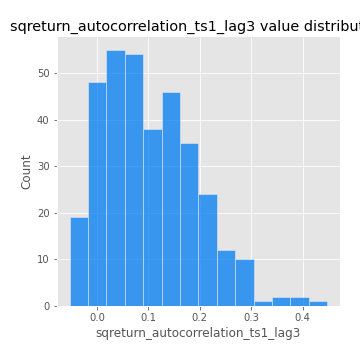 sqreturn_autocorrelation_ts1_lag3 value distribut
50
40
30
20
10
0
Count
0.0 0.1 0.2 0.3 0.4
sqreturn_autocorrelation_ts1_lag3